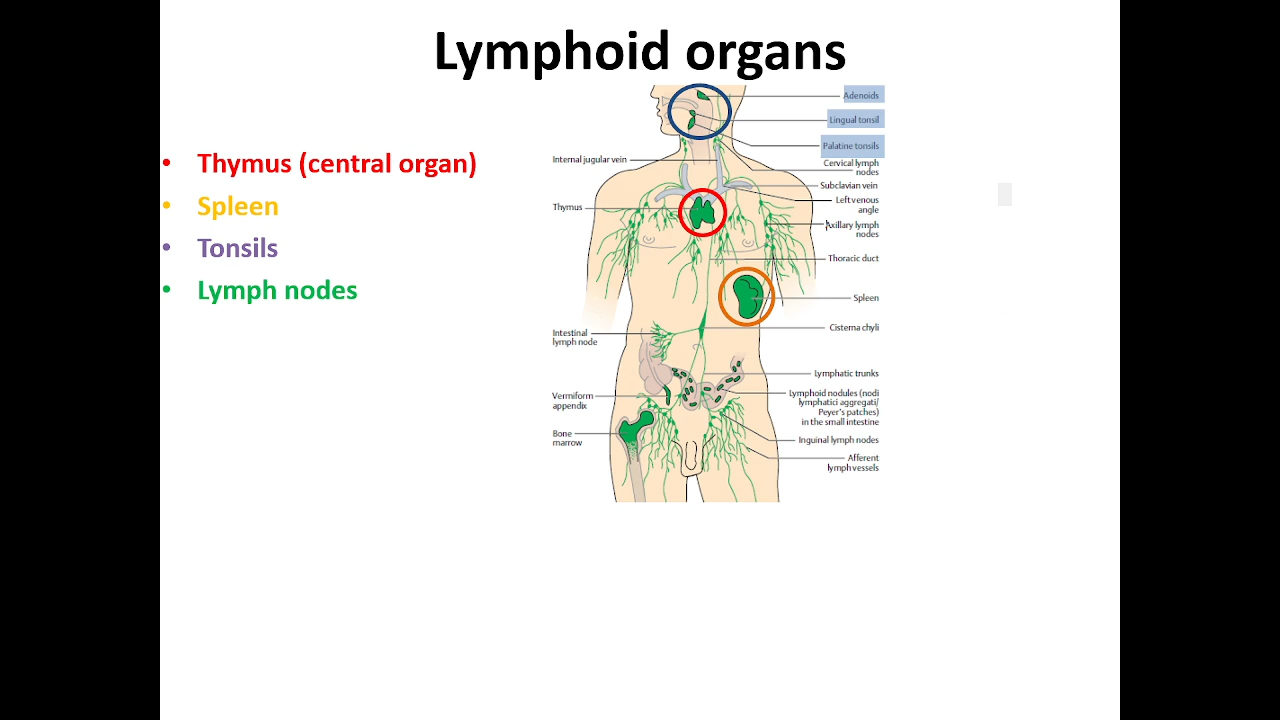 Lymphoid organs
• Thymus (central organ)
• Spleen
• Tonsils
• Lymph nodes
Adenoids
Lingual tonsil
Palatine tonsils
Internal jugular vein
Cervical lymph
nodes
Subclavian vein
Left venous
angle
Thymus
Axillary lymph
nodes
Thoracic duct
Spleen
Cisterna chyli
Intestinal
lymph node
Lymphatic trunks
Vermiform
appendix
Lymphoid nodules (nodi
lymphatici aggregati/
Peyer's patches)
in the small intestine
Bone
marrow
Inguinal lymph nodes
Afferent
lymph vessels